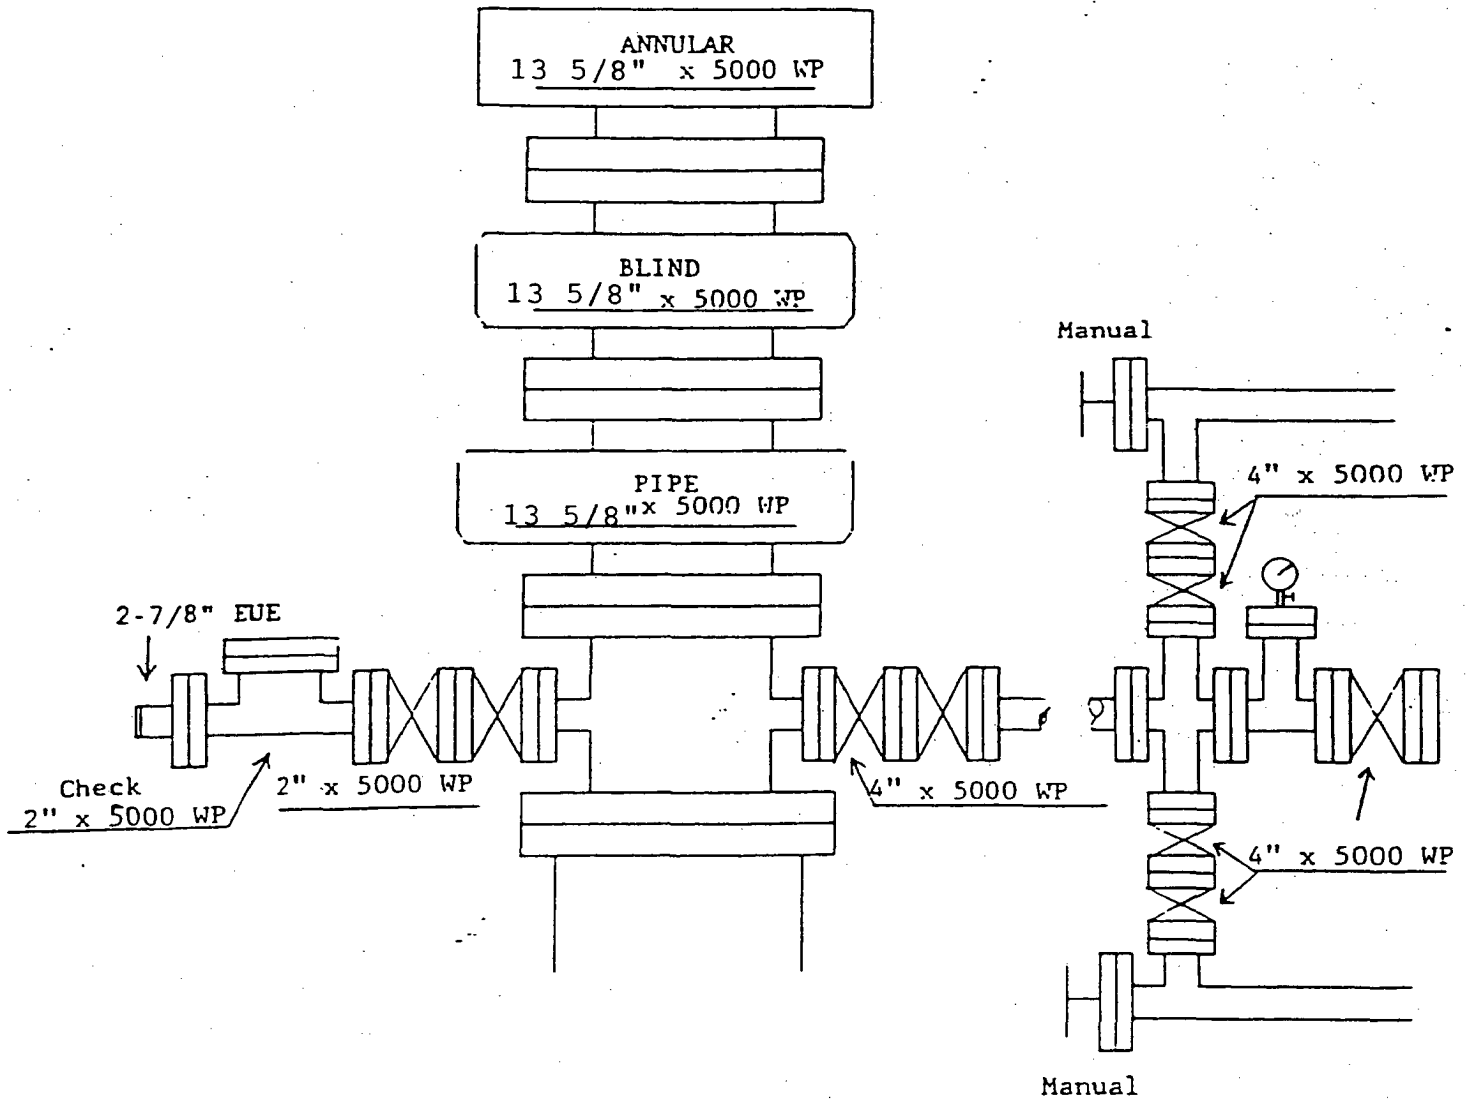 ANNULAR
13 5/8" x 5000 WP
BLIND
13 5/8" x 5000 WP
Manual
PIPE
13 5/8" x 5000 WP
4" x 5000 WP
2-7/8" EUE
Check
2" x 5000 WP
2" x 5000 WP
4" x 5000 WP
4" x 5000 WP
Manual